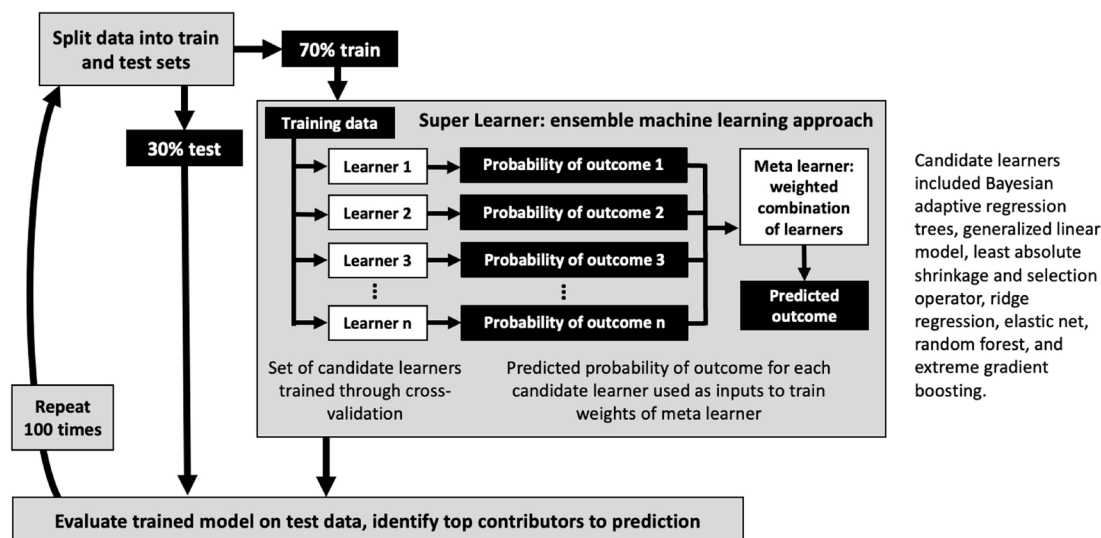 Split data into train
and test sets
70% train
30% test
Training data
Super Learner: ensemble machine learning approach
Learner 1
Probability of outcome 1
Learner 2
Probability of outcome 2
Learner 3
Probability of outcome 3
Learner n
Probability of outcome n
Meta learner:
weighted
combination
of learners
Predicted
outcome
Set of candidate learners
trained through cross-
validation
Predicted probability of outcome for each
candidate learner used as inputs to train
weights of meta learner
Candidate learners
included Bayesian
adaptive regression
trees, generalized linear
model, least absolute
shrinkage and selection
operator, ridge
regression, elastic net,
random forest, and
extreme gradient
boosting.
Repeat
100 times
Evaluate trained model on test data, identify top contributors to prediction